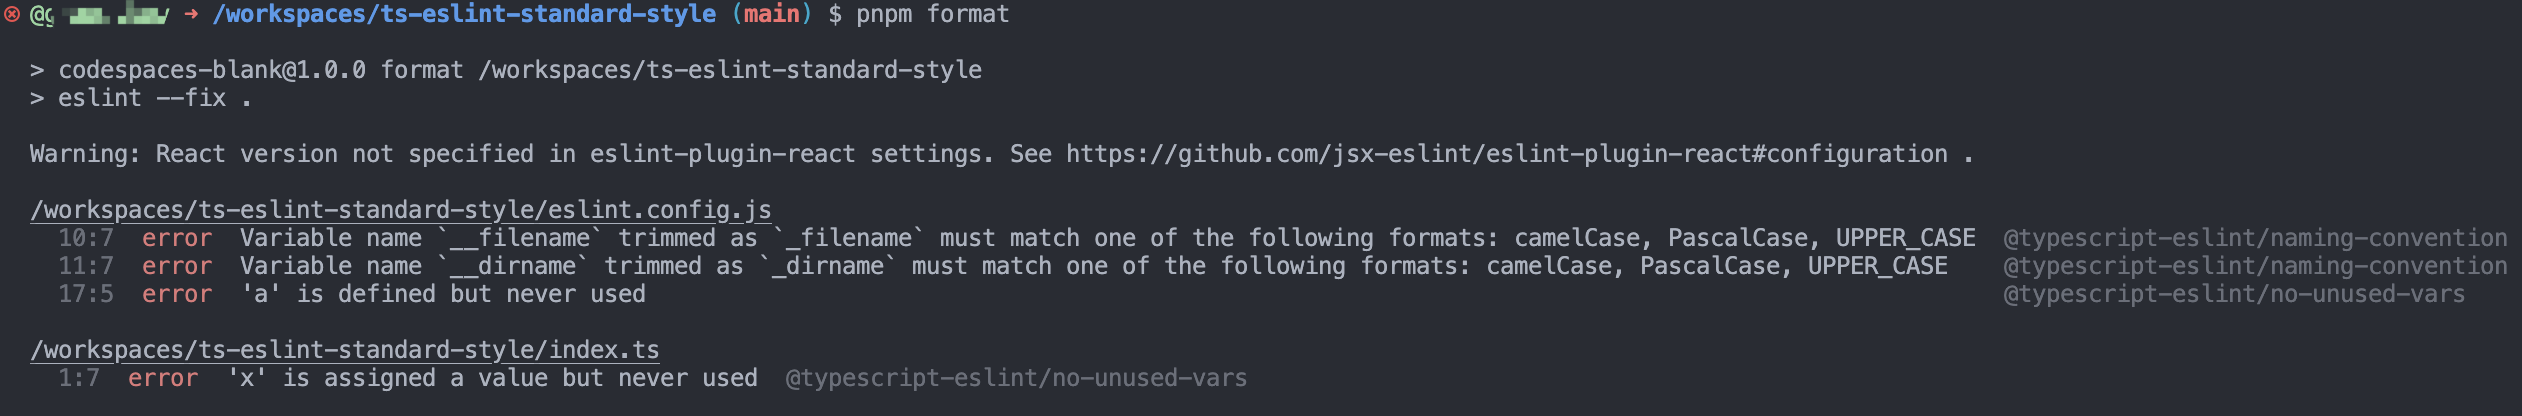 @g → /workspaces/ts-eslint-standard-style (main) $ pnpm format
> codespaces-blank@1.0.0 format /workspaces/ts-eslint-standard-style
> eslint --fix .
Warning: React version not specified in eslint-plugin-react settings. See https://github.com/jsx-eslint/eslint-plugin-react#configuration .
/workspaces/ts-eslint-standard-style/eslint.config.js
10:7 error Variable name `__filename` trimmed as `_filename` must match one of the following formats: camelCase, PascalCase, UPPER_CASE @typescript-eslint/naming-convention
11:7 error Variable name `__dirname` trimmed as `_dirname` must match one of the following formats: camelCase, PascalCase, UPPER_CASE @typescript-eslint/naming-convention
17:5 error 'a' is defined but never used @typescript-eslint/no-unused-vars
/workspaces/ts-eslint-standard-style/index.ts
1:7 error 'x' is assigned a value but never used @typescript-eslint/no-unused-vars